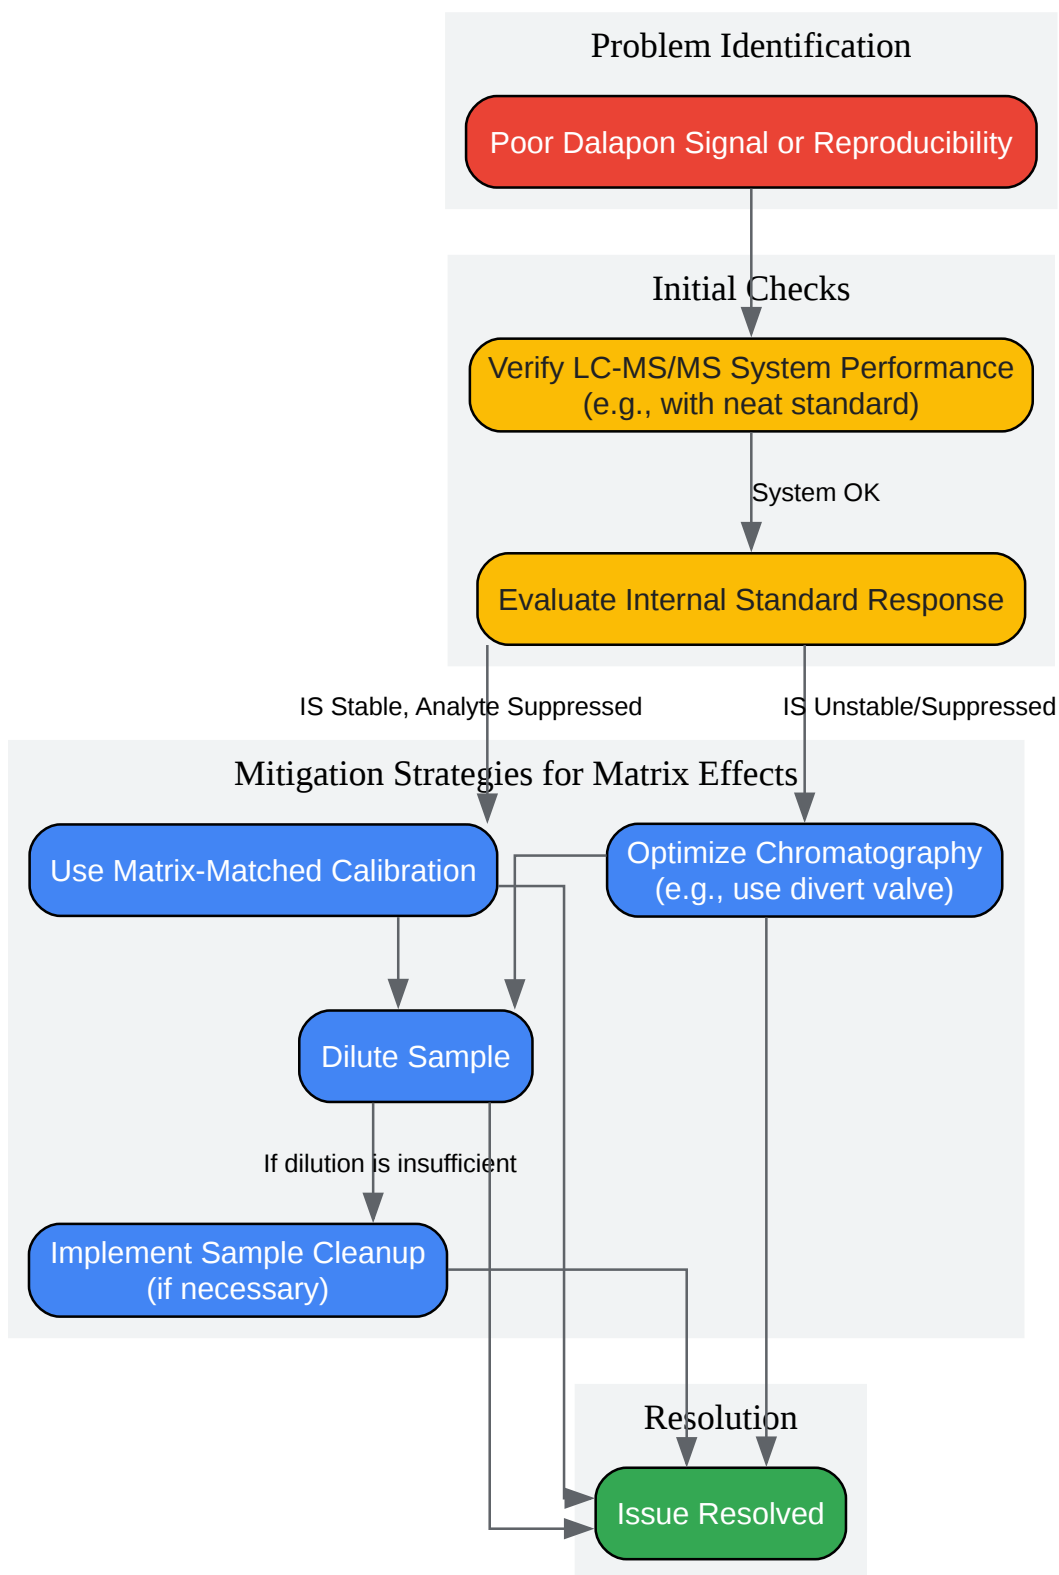 Problem Identification
Poor Dalapon Signal or Reproducibility
Initial Checks
Verify LC-MS/MS System Performance
(e.g., with neat standard)
System OK
Evaluate Internal Standard Response
IS Stable, Analyte Suppressed
IS Unstable/Suppressed
Mitigation Strategies for Matrix Effects
Use Matrix-Matched Calibration
Optimize Chromatography
(e.g., use divert valve)
Dilute Sample
If dilution is insufficient
Implement Sample Cleanup
(if necessary)
Resolution
Issue Resolved